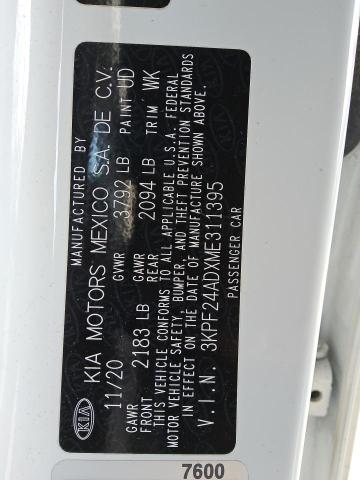 MANUFACTURED BY
KIA KIA MOTORS MEXICO S.A. DE C.V.
11/20 GVWR 3792 LB PAINT UD
GAWR FRONT 2183 LB GAWR REAR 2094 LB TRIM WK
THIS VEHICLE CONFORMS TO ALL APPLICABLE U.S.A. FEDERAL
MOTOR VEHICLE SAFETY, BUMPER, AND THEFT PREVENTION STANDARDS
IN EFFECT ON THE DATE OF MANUFACTURE SHOWN ABOVE.
V.I.N. 3KPF24ADXME311395
PASSENGER CAR
7600